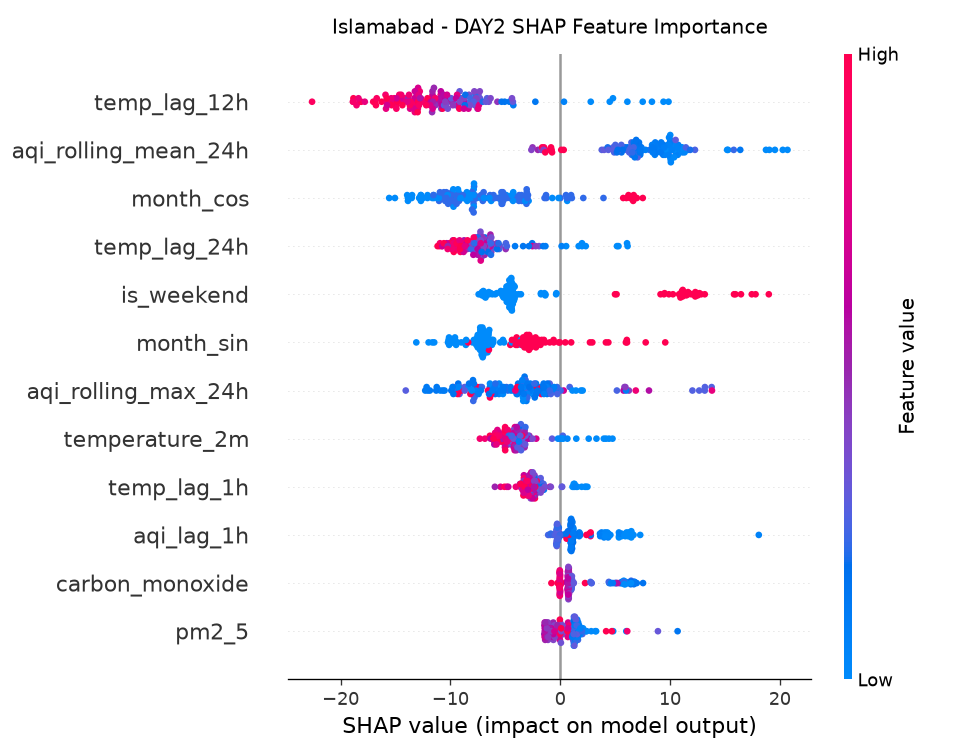 Islamabad - DAY2 SHAP Feature Importance
High
temp_lag_12h
aqi_rolling_mean_24h
month_cos
temp_lag_24h
is_weekend
month_sin
aqi_rolling_max_24h
temperature_2m
temp_lag_1h
aqi_lag_1h
carbon_monoxide
pm2_5
Feature value
Low
−20 −10 0 10 20
SHAP value (impact on model output)